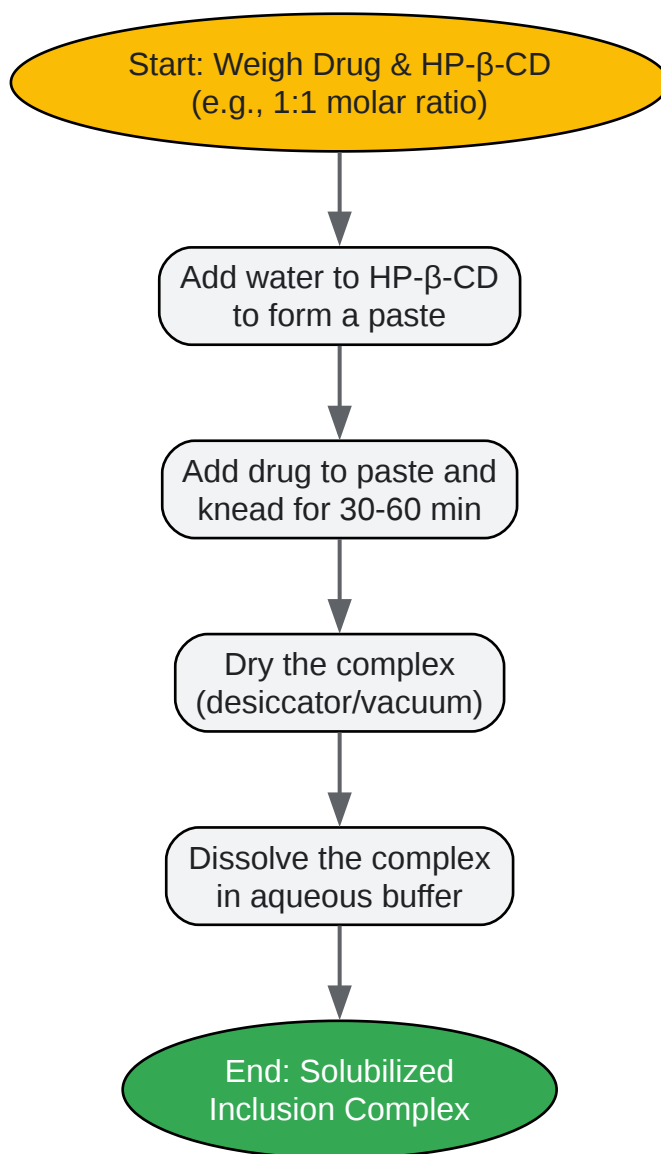 Start: Weigh Drug & HP-β-CD
(e.g., 1:1 molar ratio)
Add water to HP-β-CD
to form a paste
Add drug to paste and
knead for 30-60 min
Dry the complex
(desiccator/vacuum)
Dissolve the complex
in aqueous buffer
End: Solubilized
Inclusion Complex